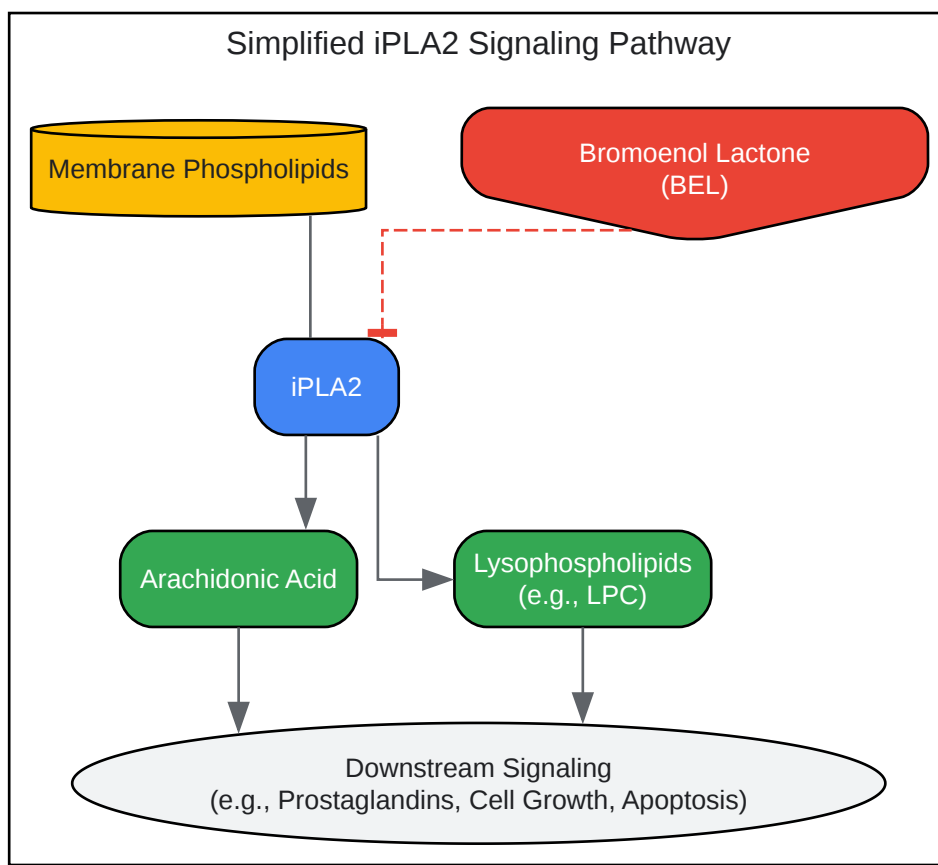 Simplified iPLA2 Signaling Pathway
Membrane Phospholipids
Bromoenol Lactone
(BEL)
iPLA2
Arachidonic Acid
Lysophospholipids
(e.g., LPC)
Downstream Signaling
(e.g., Prostaglandins, Cell Growth, Apoptosis)